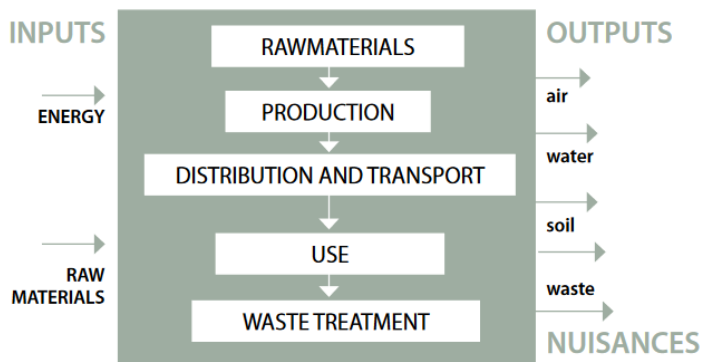 INPUTS
ENERGY
RAW
MATERIALS
RAWMATERIALS
PRODUCTION
DISTRIBUTION AND TRANSPORT
USE
WASTE TREATMENT
OUTPUTS
air
water
soil
waste
NUISANCES